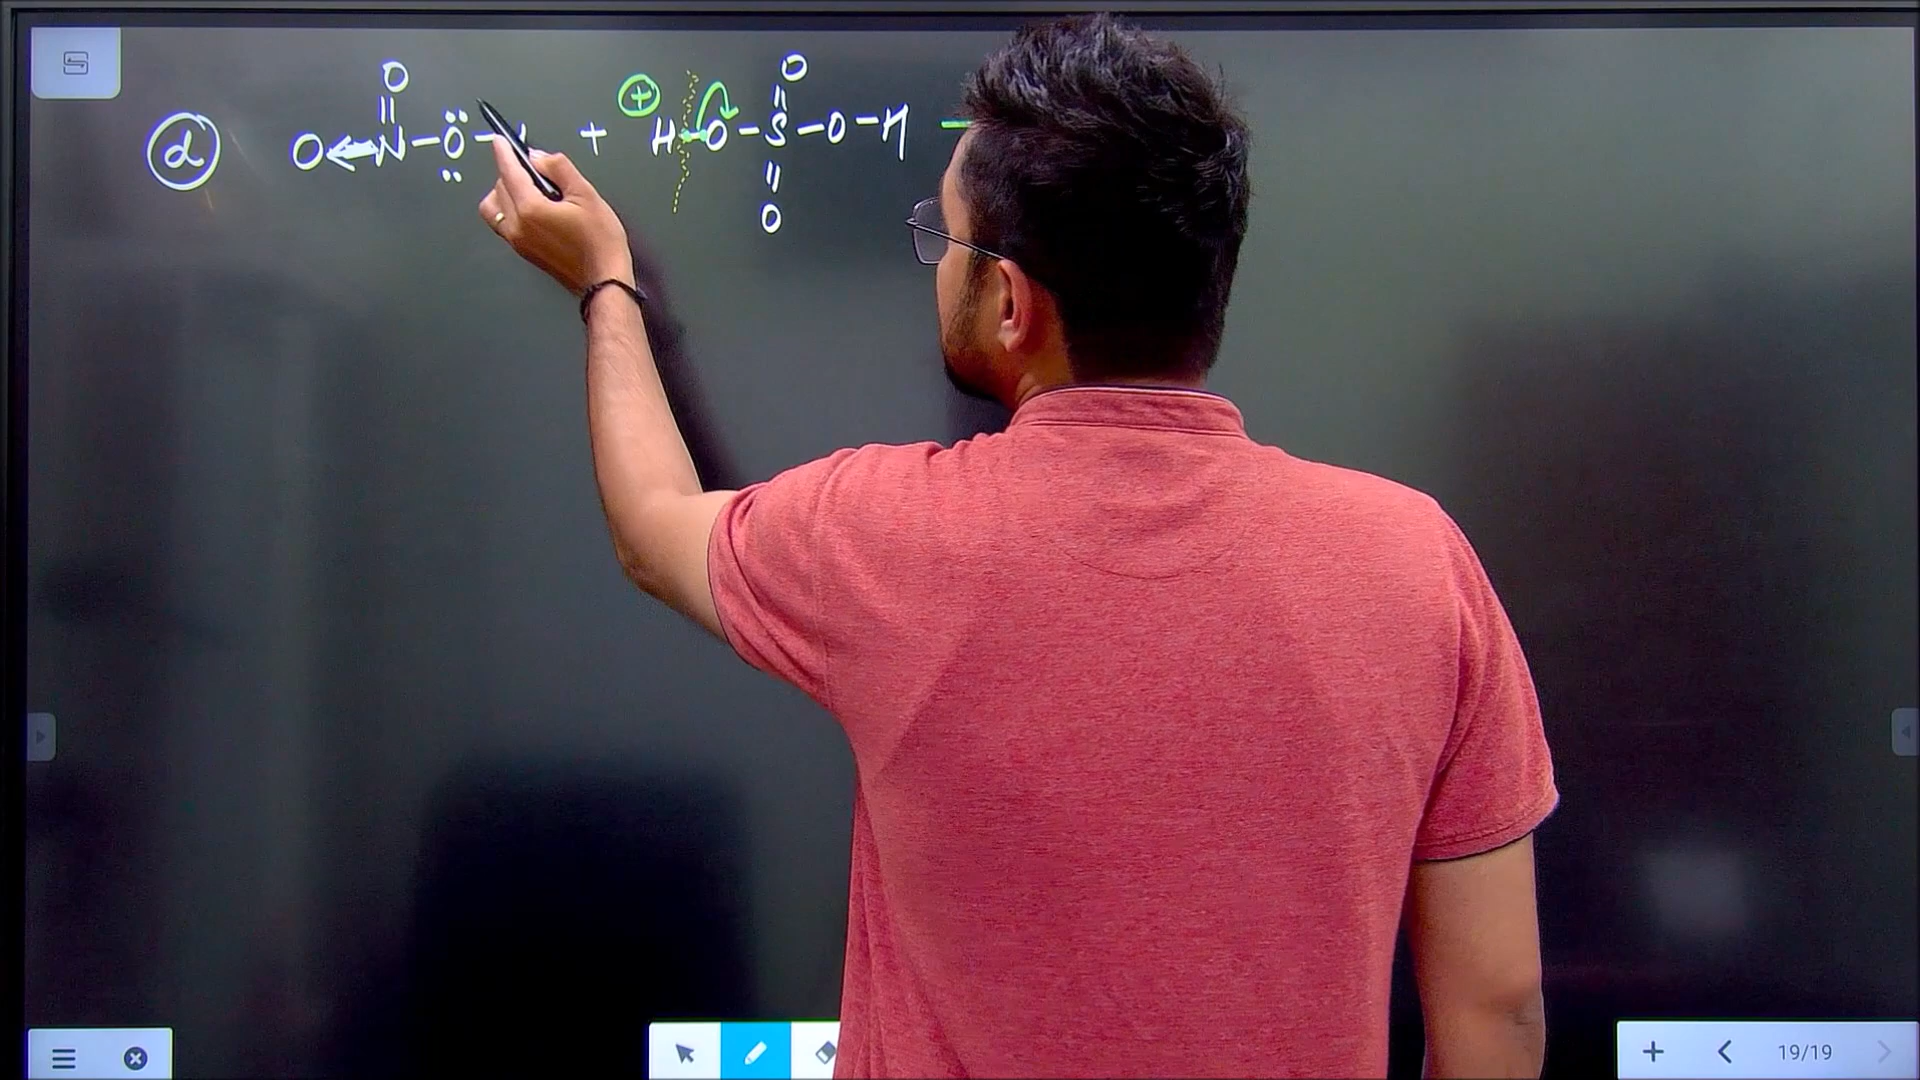 O
O
(d) O←N–Ö– + ⊕ H–O–S–O–H –
O
19/19